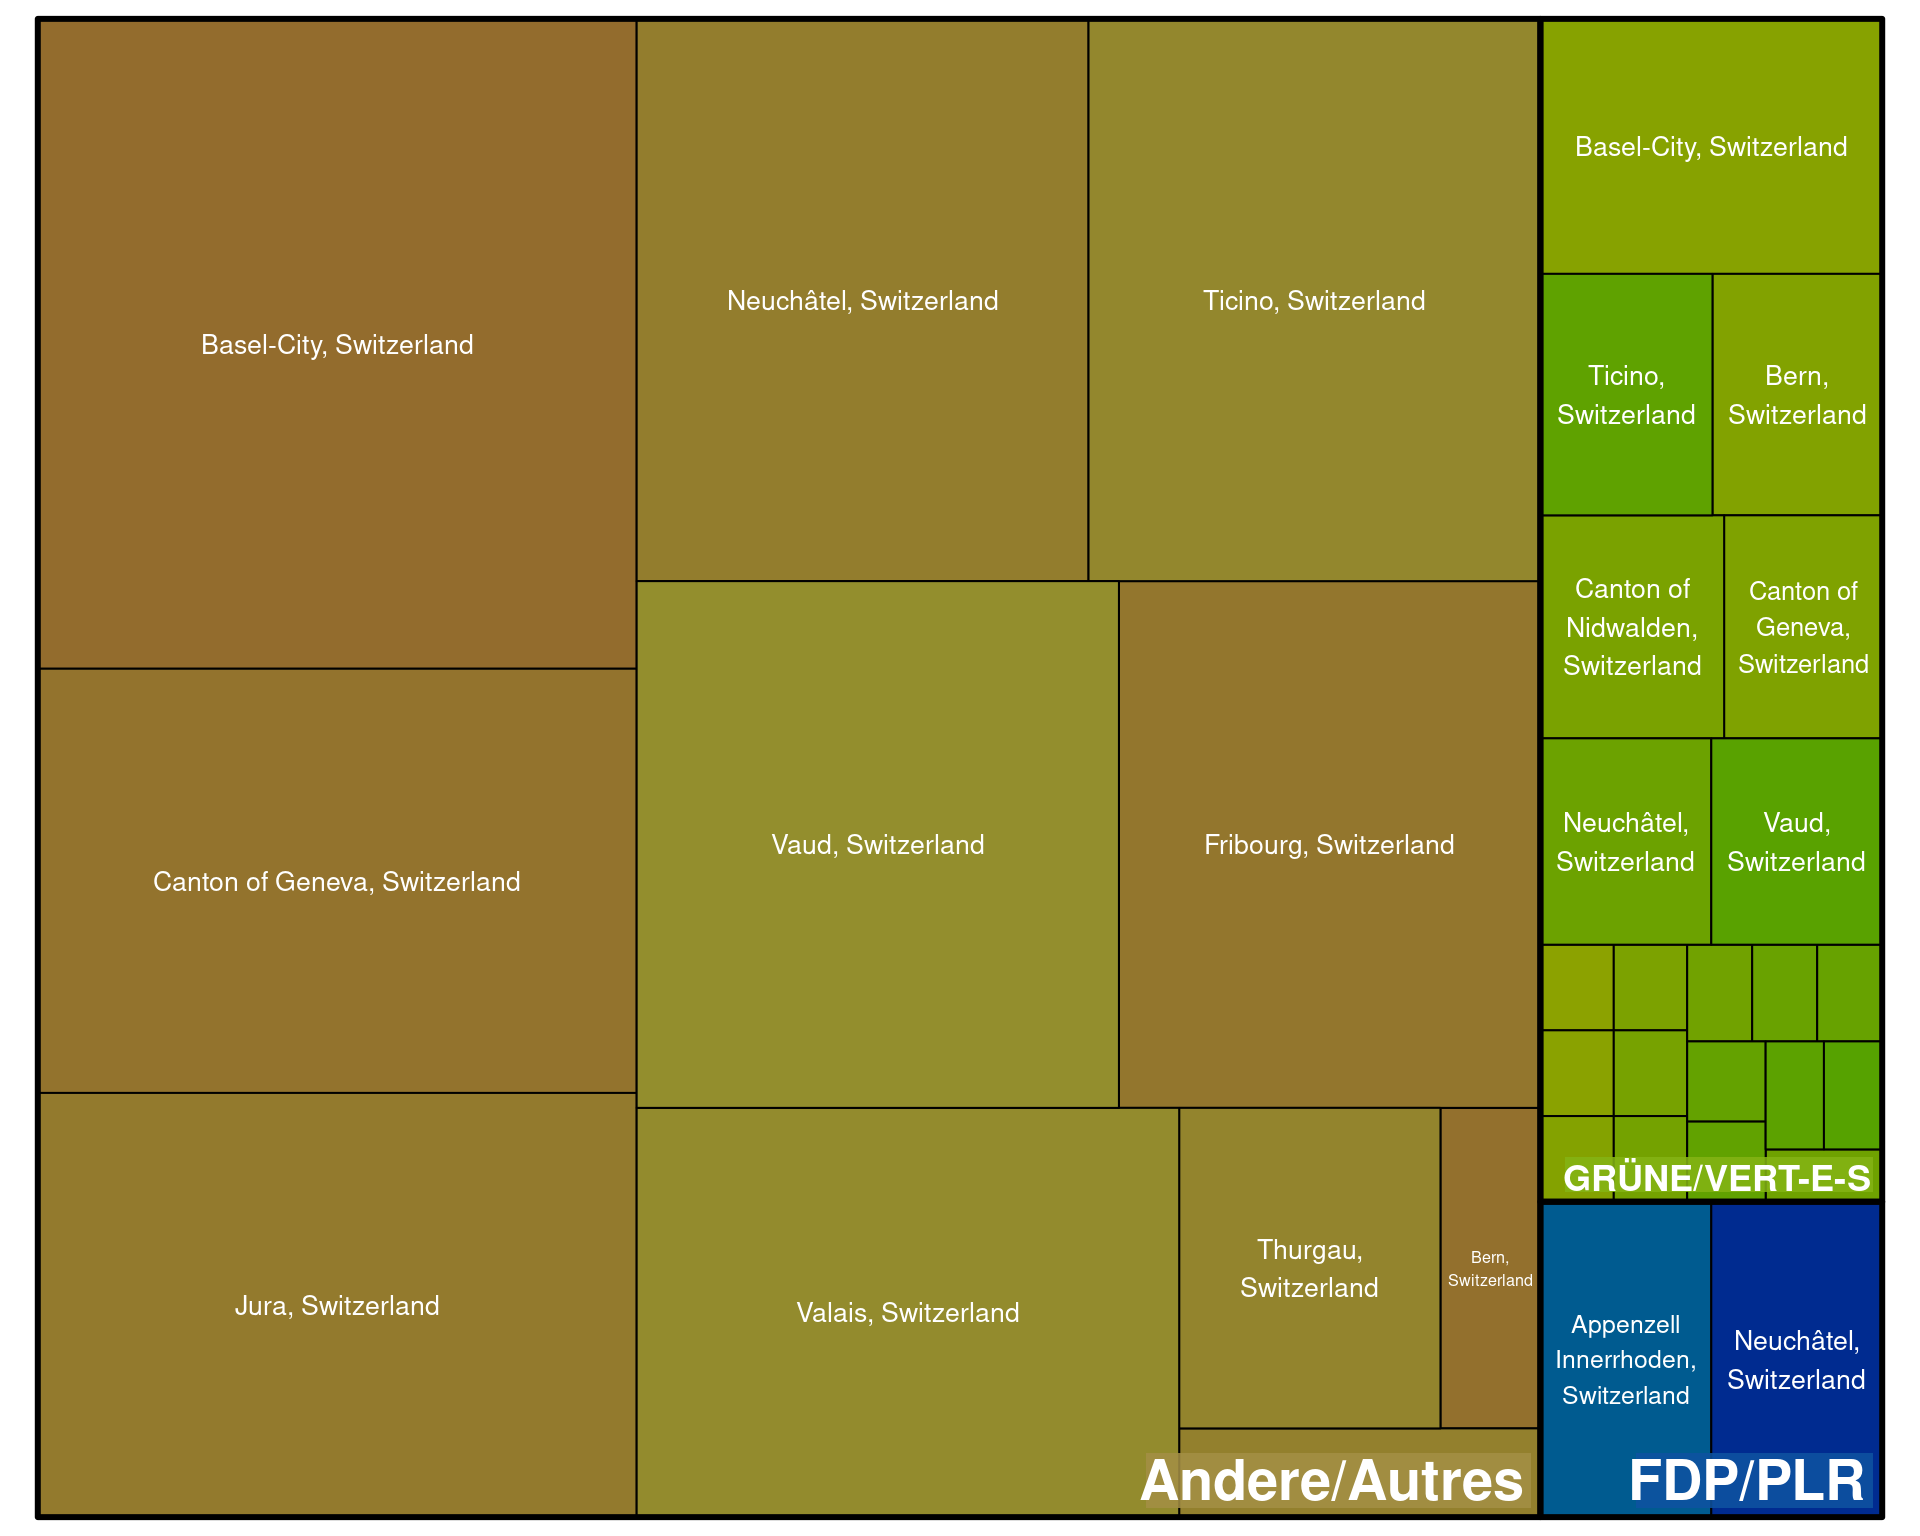 Basel-City, Switzerland
Canton of Geneva, Switzerland
Jura, Switzerland
Neuchâtel, Switzerland
Ticino, Switzerland
Vaud, Switzerland
Fribourg, Switzerland
Valais, Switzerland
Thurgau,
Switzerland
Bern,
Switzerland
Andere/Autres
Basel-City, Switzerland
Ticino,
Switzerland
Bern,
Switzerland
Canton of
Nidwalden,
Switzerland
Canton of
Geneva,
Switzerland
Neuchâtel,
Switzerland
Vaud,
Switzerland
GRÜNE/VERT-E-S
Appenzell
Innerrhoden,
Switzerland
Neuchâtel,
Switzerland
FDP/PLR